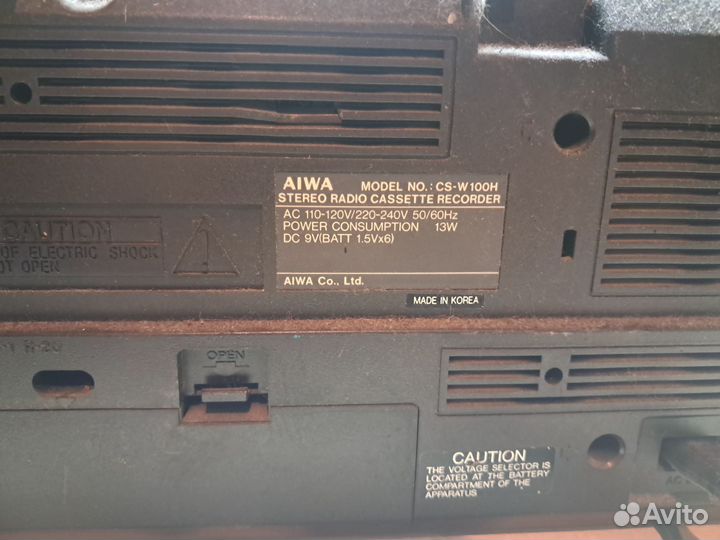 AIWA MODEL NO.: CS-W100H
STEREO RADIO CASSETTE RECORDER
AC 110-120V/220-240V 50/60Hz
POWER CONSUMPTION 13W
DC 9V(BATT 1.5Vx6)
AIWA Co., Ltd.
MADE IN KOREA
CAUTION
OF ELECTRIC SHOCK
OT OPEN
OPEN
CAUTION
THE VOLTAGE SELECTOR IS
LOCATED AT THE BATTERY
COMPARTMENT OF THE
APPARATUS
AC
Avito